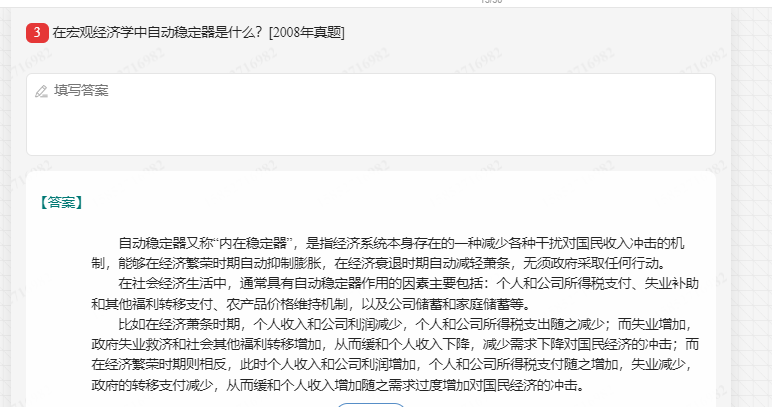 3 在宏观经济学中自动稳定器是什么？[2008年真题]
填写答案
【答案】
自动稳定器又称“内在稳定器”，是指经济系统本身存在的一种减少各种干扰对国民收入冲击的机
制，能够在经济繁荣时期自动抑制膨胀，在经济衰退时期自动减轻萧条，无须政府采取任何行动。
在社会经济生活中，通常具有自动稳定器作用的因素主要包括：个人和公司所得税支付、失业补助
和其他福利转移支付、农产品价格维持机制，以及公司储蓄和家庭储蓄等。
比如在经济萧条时期，个人收入和公司利润减少，个人和公司所得税支出随之减少；而失业增加，
政府失业救济和社会其他福利转移增加，从而缓和个人收入下降，减少需求下降对国民经济的冲击；而
在经济繁荣时期则相反，此时个人收入和公司利润增加，个人和公司所得税支付随之增加，失业减少，
政府的转移支付减少，从而缓和个人收入增加随之需求过度增加对国民经济的冲击。